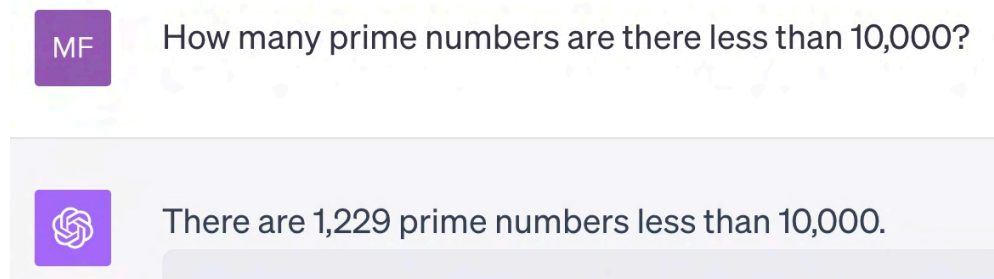 MF
How many prime numbers are there less than 10,000?
There are 1,229 prime numbers less than 10,000.